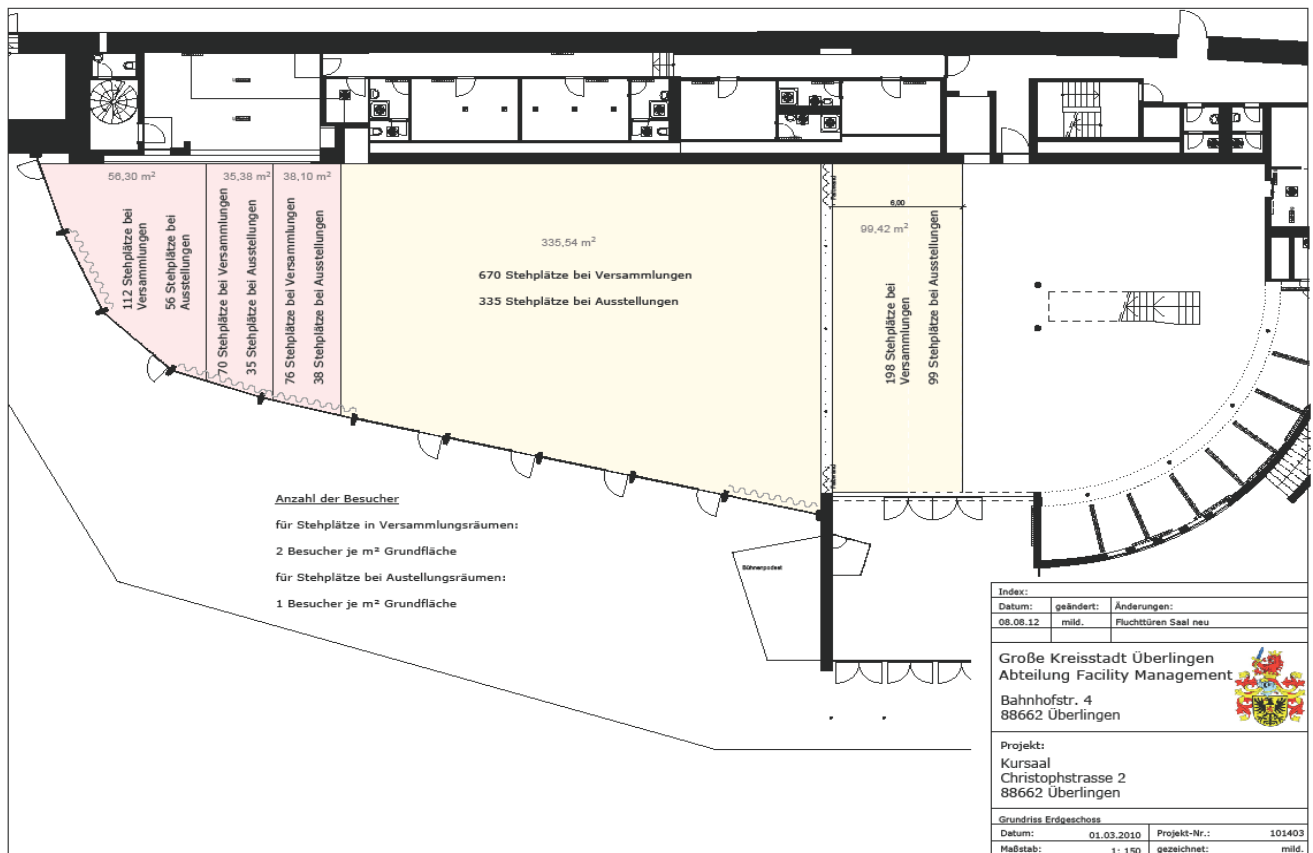 56,30 m²
35,38 m²
38,10 m²
112 Stehplätze bei
Versammlungen
56 Stehplätze bei
Ausstellungen
70 Stehplätze bei Versammlungen
35 Stehplätze bei Ausstellungen
76 Stehplätze bei Versammlungen
38 Stehplätze bei Ausstellungen
335,54 m²
670 Stehplätze bei Versammlungen
335 Stehplätze bei Ausstellungen
6,00
99,42 m²
198 Stehplätze bei
Versammlungen
99 Stehplätze bei Ausstellungen
Anzahl der Besucher
für Stehplätze in Versammlungsräumen:
2 Besucher je m² Grundfläche
für Stehplätze bei Austellungsräumen:
1 Besucher je m² Grundfläche
Bühnenpodest
Index:
Datum: geändert: Änderungen:
08.08.12 mild. Fluchttüren Saal neu
Große Kreisstadt Überlingen
Abteilung Facility Management
Bahnhofstr. 4
88662 Überlingen
Projekt:
Kursaal
Christophstrasse 2
88662 Überlingen
Grundriss Erdgeschoss
Datum: 01.03.2010 Projekt-Nr.: 101403
Maßstab: 1: 150 gezeichnet: mild.